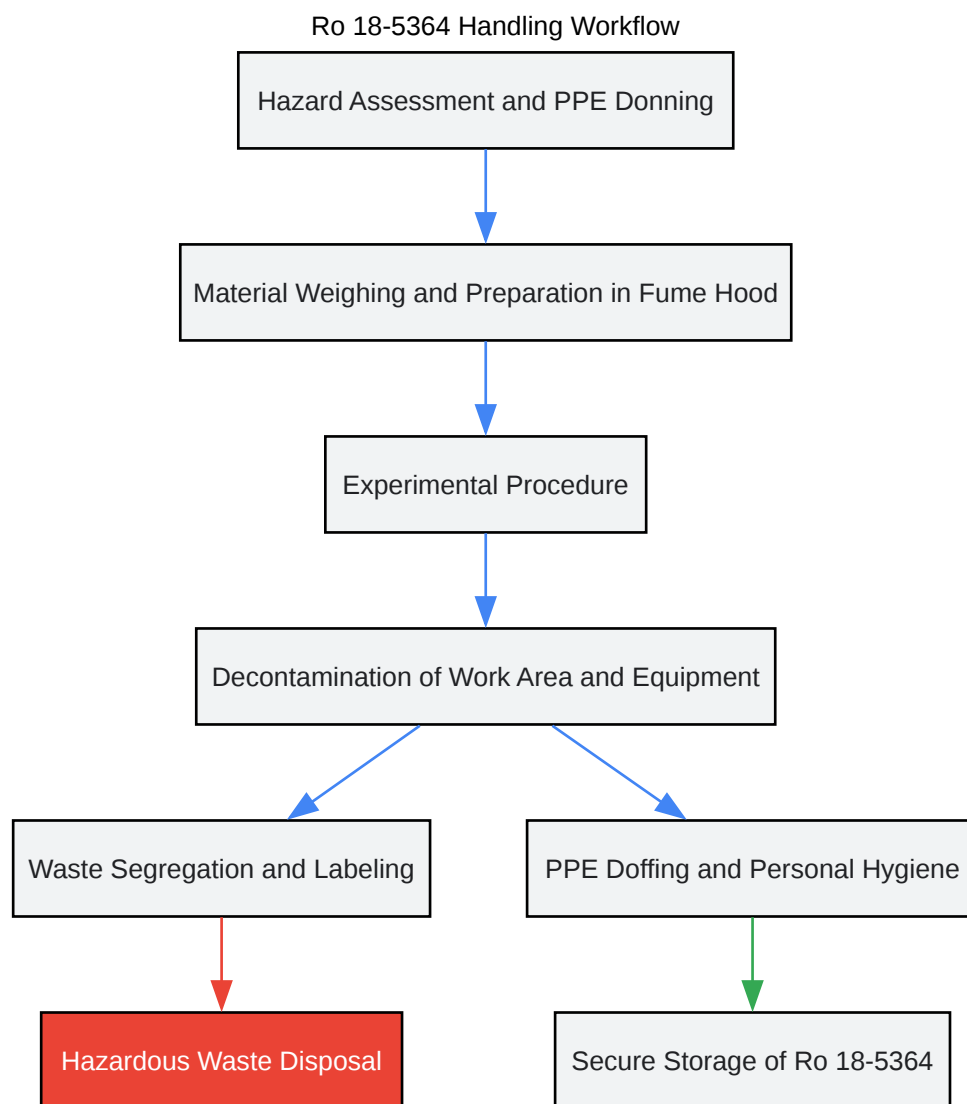 Ro 18-5364 Handling Workflow
Hazard Assessment and PPE Donning
Material Weighing and Preparation in Fume Hood
Experimental Procedure
Decontamination of Work Area and Equipment
Waste Segregation and Labeling
PPE Doffing and Personal Hygiene
Hazardous Waste Disposal
Secure Storage of Ro 18-5364